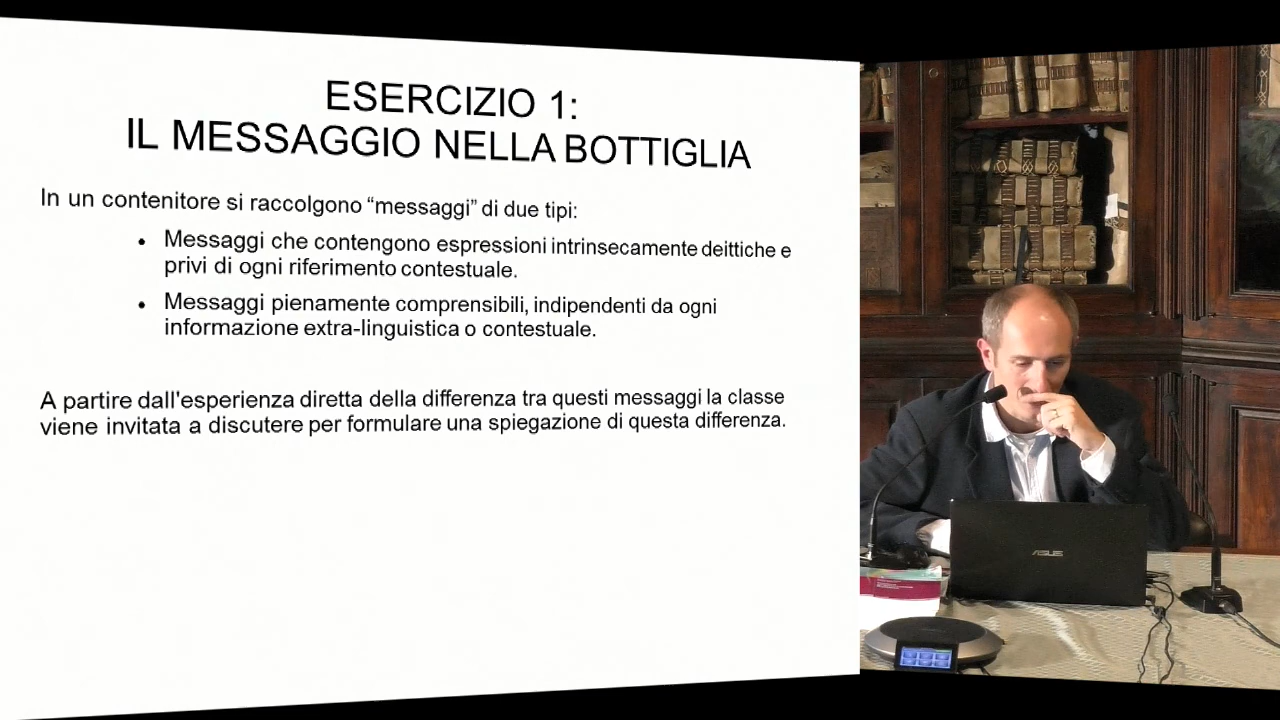 ESERCIZIO 1:
IL MESSAGGIO NELLA BOTTIGLIA
In un contenitore si raccolgono “messaggi” di due tipi:
• Messaggi che contengono espressioni intrinsecamente deittiche e
privi di ogni riferimento contestuale.
• Messaggi pienamente comprensibili, indipendenti da ogni
informazione extra-linguistica o contestuale.
A partire dall'esperienza diretta della differenza tra questi messaggi la classe
viene invitata a discutere per formulare una spiegazione di questa differenza.
ASUS